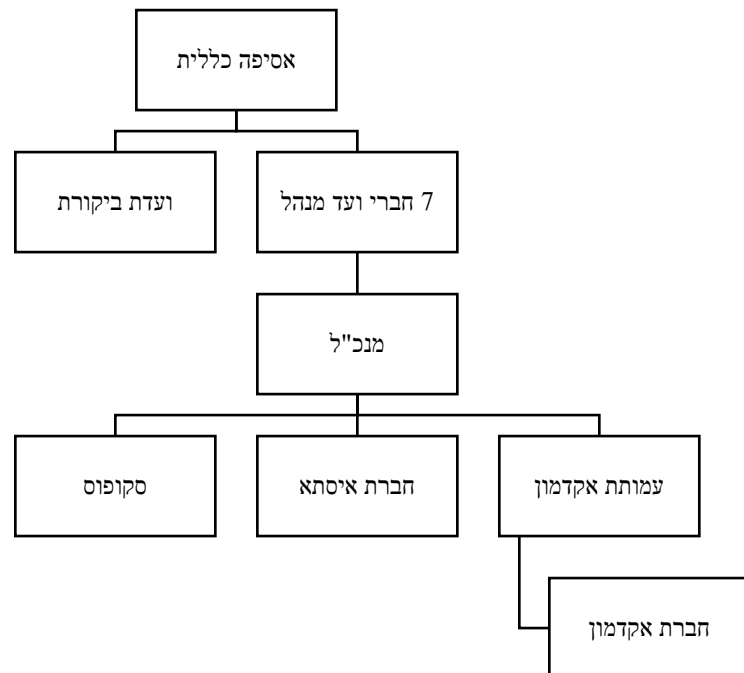 אסיפה כללית
7 חברי ועד מנהל
ועדת ביקורת
מנכ"ל
עמותת אקדמון
חברת איסתא
סקופוס
חברת אקדמון